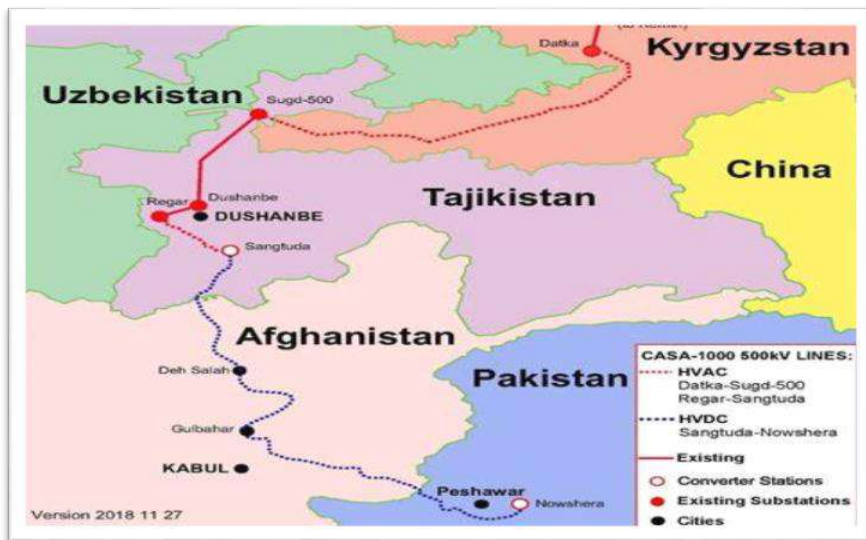 Datka
Kyrgyzstan
Uzbekistan
Sugd-500
China
Tajikistan
Regar
Dushanbe
DUSHANBE
Sangtuda
Afghanistan
Deh Salah
Pakistan
Gulbahar
KABUL
Peshawar
Nowshera
CASA-1000 500kV LINES:
HVAC
Datka-Sugd-500
Regar-Sangtuda
HVDC
Sangtuda-Nowshera
Existing
Converter Stations
Existing Substations
Cities
Version 2018 11 27